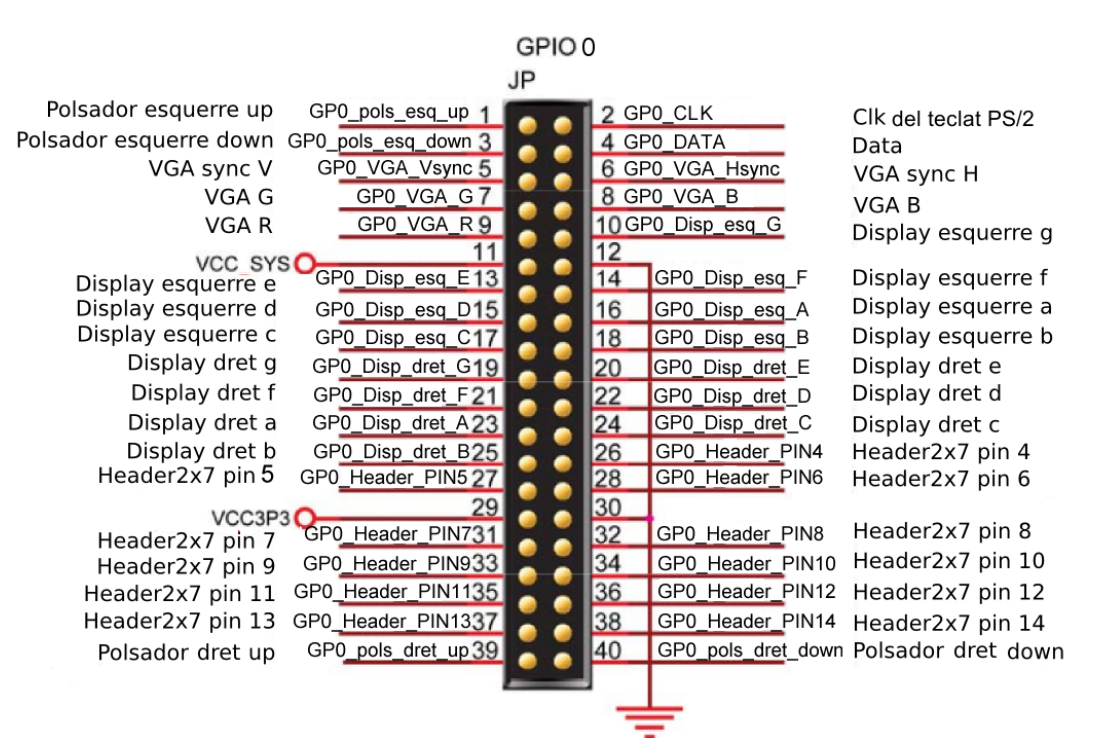 GPIO 0
JP
Polsador esquerre up GP0_pols_esq_up 1 2 GP0_CLK Clk del teclat PS/2
Polsador esquerre down GP0_pols_esq_down 3 4 GP0_DATA Data
VGA sync V GP0_VGA_Vsync 5 6 GP0_VGA_Hsync VGA sync H
VGA G GP0_VGA_G 7 8 GP0_VGA_B VGA B
VGA R GP0_VGA_R 9 10 GP0_Disp_esq_G Display esquerre g
VCC_SYS 11 12
Display esquerre e GP0_Disp_esq_E 13 14 GP0_Disp_esq_F Display esquerre f
Display esquerre d GP0_Disp_esq_D 15 16 GP0_Disp_esq_A Display esquerre a
Display esquerre c GP0_Disp_esq_C 17 18 GP0_Disp_esq_B Display esquerre b
Display dret g GP0_Disp_dret_G 19 20 GP0_Disp_dret_E Display dret e
Display dret f GP0_Disp_dret_F 21 22 GP0_Disp_dret_D Display dret d
Display dret a GP0_Disp_dret_A 23 24 GP0_Disp_dret_C Display dret c
Display dret b GP0_Disp_dret_B 25 26 GP0_Header_PIN4 Header2x7 pin 4
Header2x7 pin 5 GP0_Header_PIN5 27 28 GP0_Header_PIN6 Header2x7 pin 6
VCC3P3 29 30
Header2x7 pin 7 GP0_Header_PIN7 31 32 GP0_Header_PIN8 Header2x7 pin 8
Header2x7 pin 9 GP0_Header_PIN9 33 34 GP0_Header_PIN10 Header2x7 pin 10
Header2x7 pin 11 GP0_Header_PIN11 35 36 GP0_Header_PIN12 Header2x7 pin 12
Header2x7 pin 13 GP0_Header_PIN13 37 38 GP0_Header_PIN14 Header2x7 pin 14
Polsador dret up GP0_pols_dret_up 39 40 GP0_pols_dret_down Polsador dret down